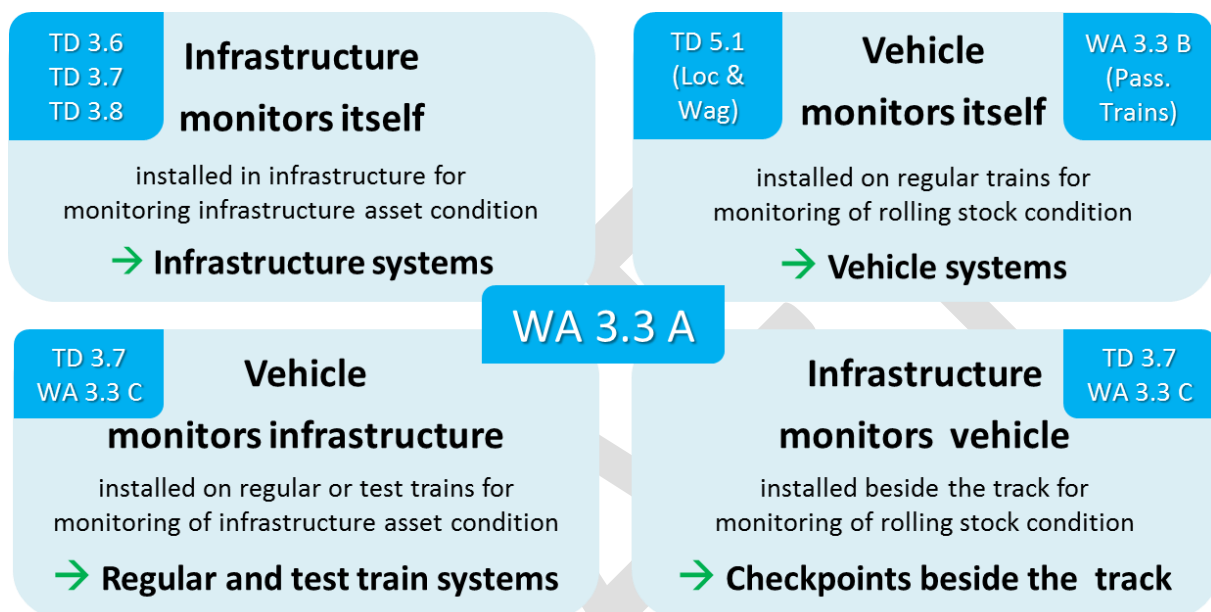 TD 3.6
TD 3.7
TD 3.8
Infrastructure
monitors itself
installed in infrastructure for
monitoring infrastructure asset condition
→ Infrastructure systems
TD 5.1
(Loc &
Wag)
Vehicle
monitors itself
WA 3.3 B
(Pass.
Trains)
installed on regular trains for
monitoring of rolling stock condition
→ Vehicle systems
WA 3.3 A
TD 3.7
WA 3.3 C
Vehicle
monitors infrastructure
installed on regular or test trains for
monitoring of infrastructure asset condition
→ Regular and test train systems
Infrastructure
monitors vehicle
TD 3.7
WA 3.3 C
installed beside the track for
monitoring of rolling stock condition
→ Checkpoints beside the track